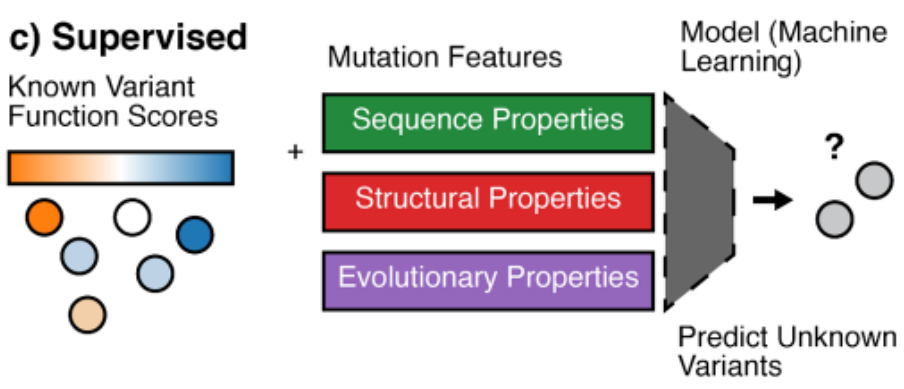 c) Supervised
Known Variant
Function Scores
+
Mutation Features
Sequence Properties
Structural Properties
Evolutionary Properties
Model (Machine
Learning)
?
Predict Unknown
Variants